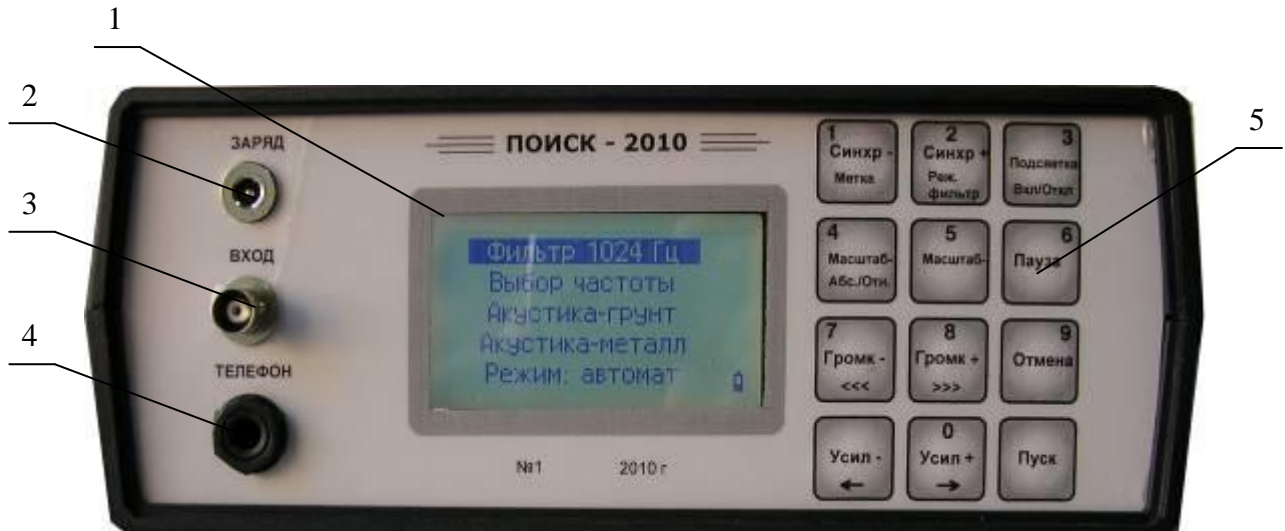 1
2
3
4
5
ЗАРЯД
ВХОД
ТЕЛЕФОН
ПОИСК - 2010
Фильтр 1024 Гц
Выбор частоты
Акустика-грунт
Акустика-металл
Режим: автомат
№1 2010 г
1
Синхр -
Метка
2
Синхр +
Реж.
фильтр
3
Подсветка
Вкл/Откл
4
Масштаб-
Абс./Отн.
5
Масштаб-
6
Пауза
7
Громк -
<<<
8
Громк +
>>>
9
Отмена
Усил -
←
0
Усил +
→
Пуск